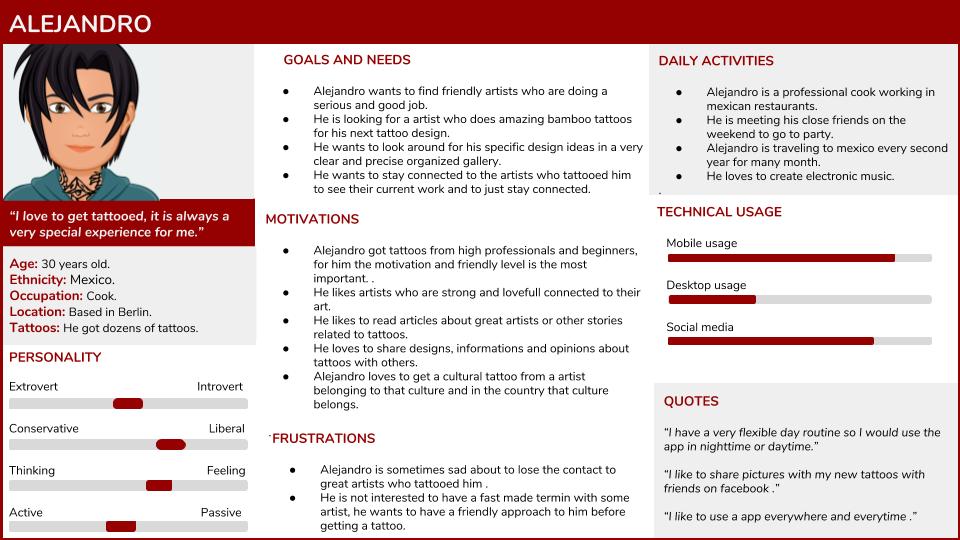 ALEJANDRO
“I love to get tattooed, it is always a
very special experience for me.”
Age: 30 years old.
Ethnicity: Mexico.
Occupation: Cook.
Location: Based in Berlin.
Tattoos: He got dozens of tattoos.
PERSONALITY
Extrovert Introvert
Conservative Liberal
Thinking Feeling
Active Passive
GOALS AND NEEDS
● Alejandro wants to find friendly artists who are doing a
serious and good job.
● He is looking for a artist who does amazing bamboo tattoos
for his next tattoo design.
● He wants to look around for his specific design ideas in a very
clear and precise organized gallery.
● He wants to stay connected to the artists who tattooed him
to see their current work and to just stay connected.
MOTIVATIONS
● Alejandro got tattoos from high professionals and beginners,
for him the motivation and friendly level is the most
important. .
● He likes artists who are strong and lovefull connected to their
art.
● He likes to read articles about great artists or other stories
related to tattoos.
● He loves to share designs, informations and opinions about
tattoos with others.
● Alejandro loves to get a cultural tattoo from a artist
belonging to that culture and in the country that culture
belongs.
FRUSTRATIONS
● Alejandro is sometimes sad about to lose the contact to
great artists who tattooed him .
● He is not interested to have a fast made termin with some
artist, he wants to have a friendly approach to him before
getting a tattoo.
DAILY ACTIVITIES
● Alejandro is a professional cook working in
mexican restaurants.
● He is meeting his close friends on the
weekend to go to party.
● Alejandro is traveling to mexico every second
year for many month.
● He loves to create electronic music.
TECHNICAL USAGE
Mobile usage
Desktop usage
Social media
QUOTES
“I have a very flexible day routine so I would use the
app in nighttime or daytime.”
“I like to share pictures with my new tattoos with
friends on facebook .”
“I like to use a app everywhere and everytime .”